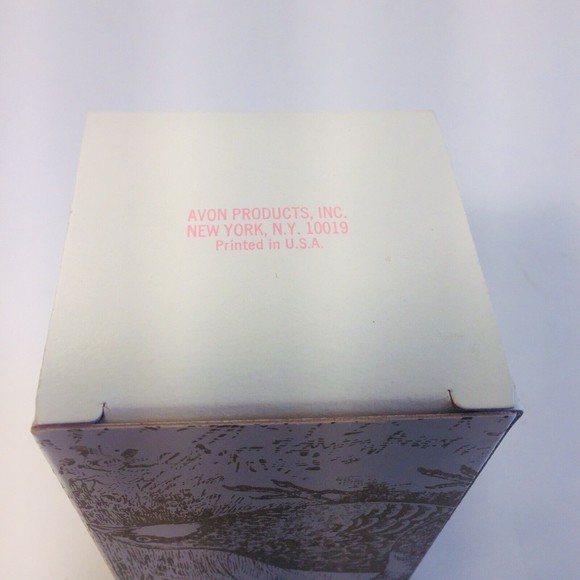 AVON PRODUCTS, INC.
NEW YORK, N.Y. 10019
Printed in U.S.A.